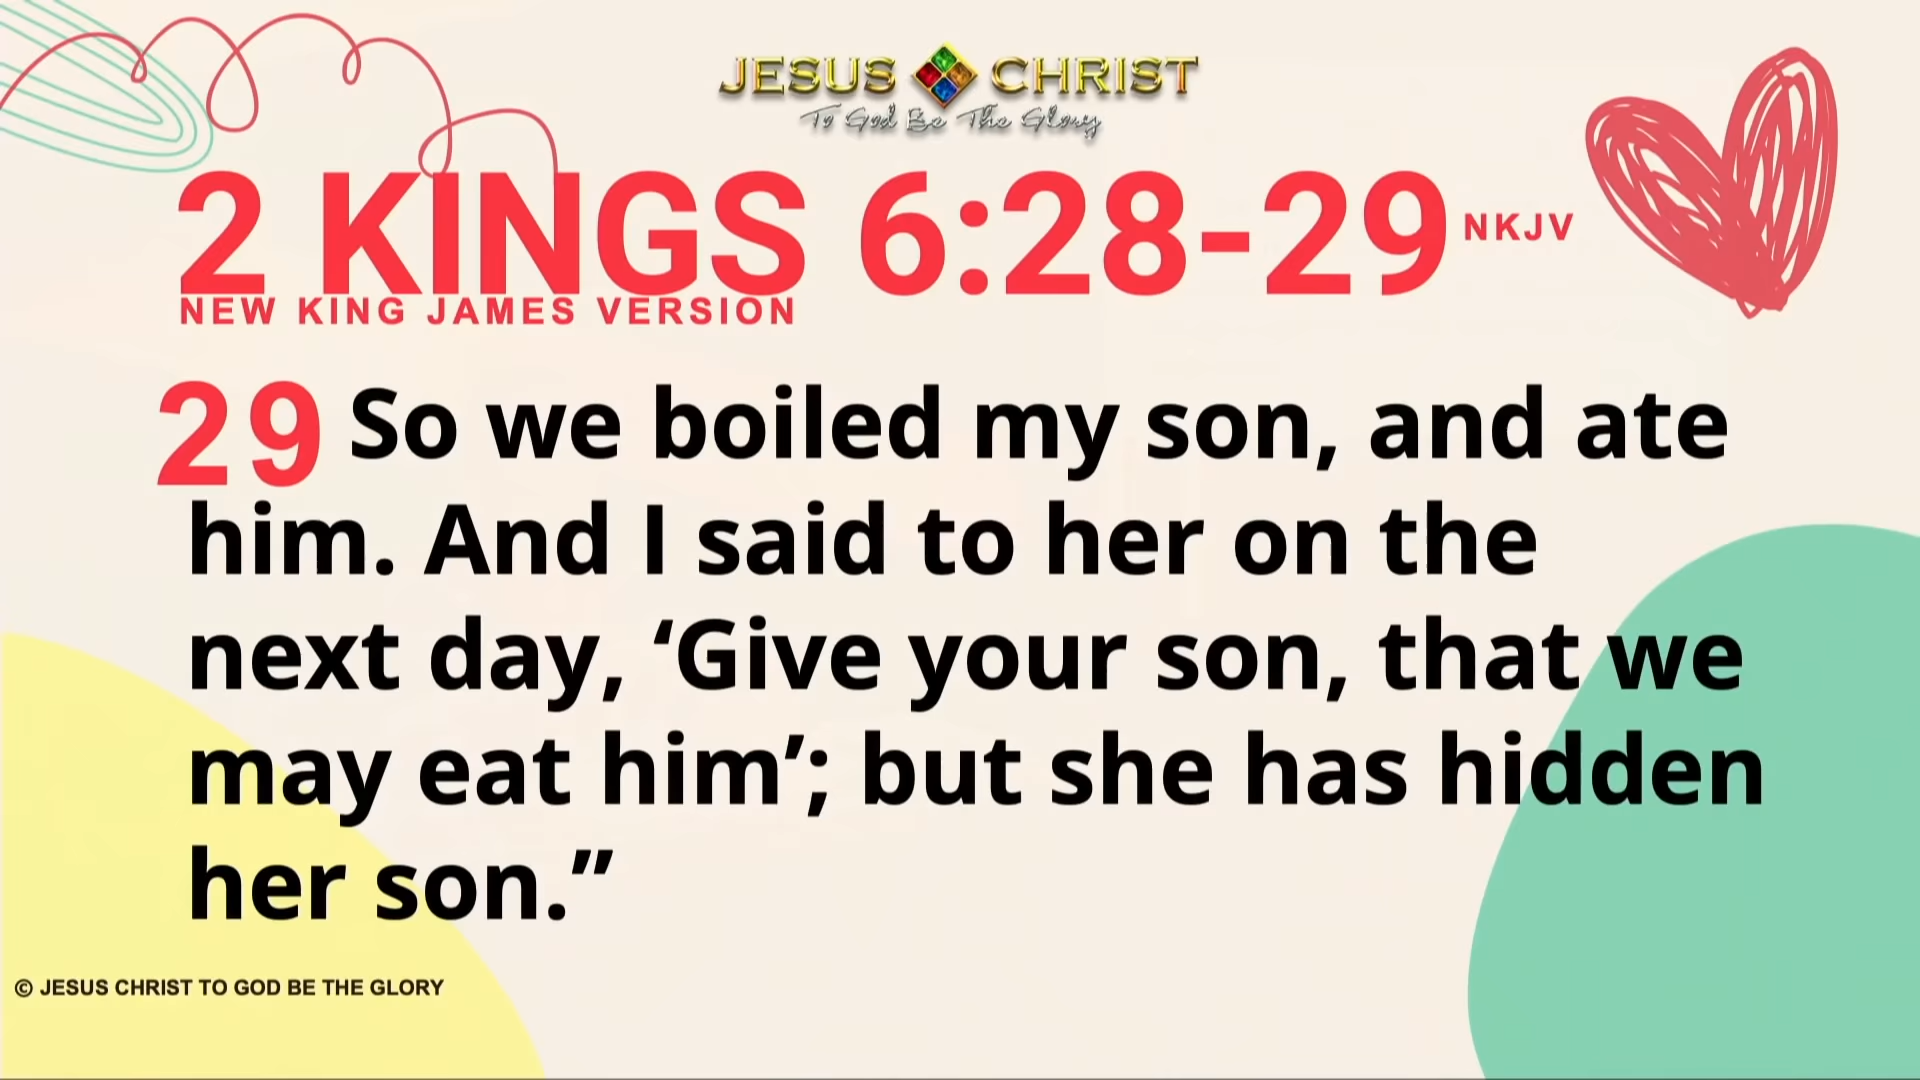 JESUS CHRIST
To God Be The Glory
2 KINGS 6:28-29 NKJV
NEW KING JAMES VERSION
29 So we boiled my son, and ate
him. And I said to her on the
next day, ‘Give your son, that we
may eat him’; but she has hidden
her son.”
© JESUS CHRIST TO GOD BE THE GLORY